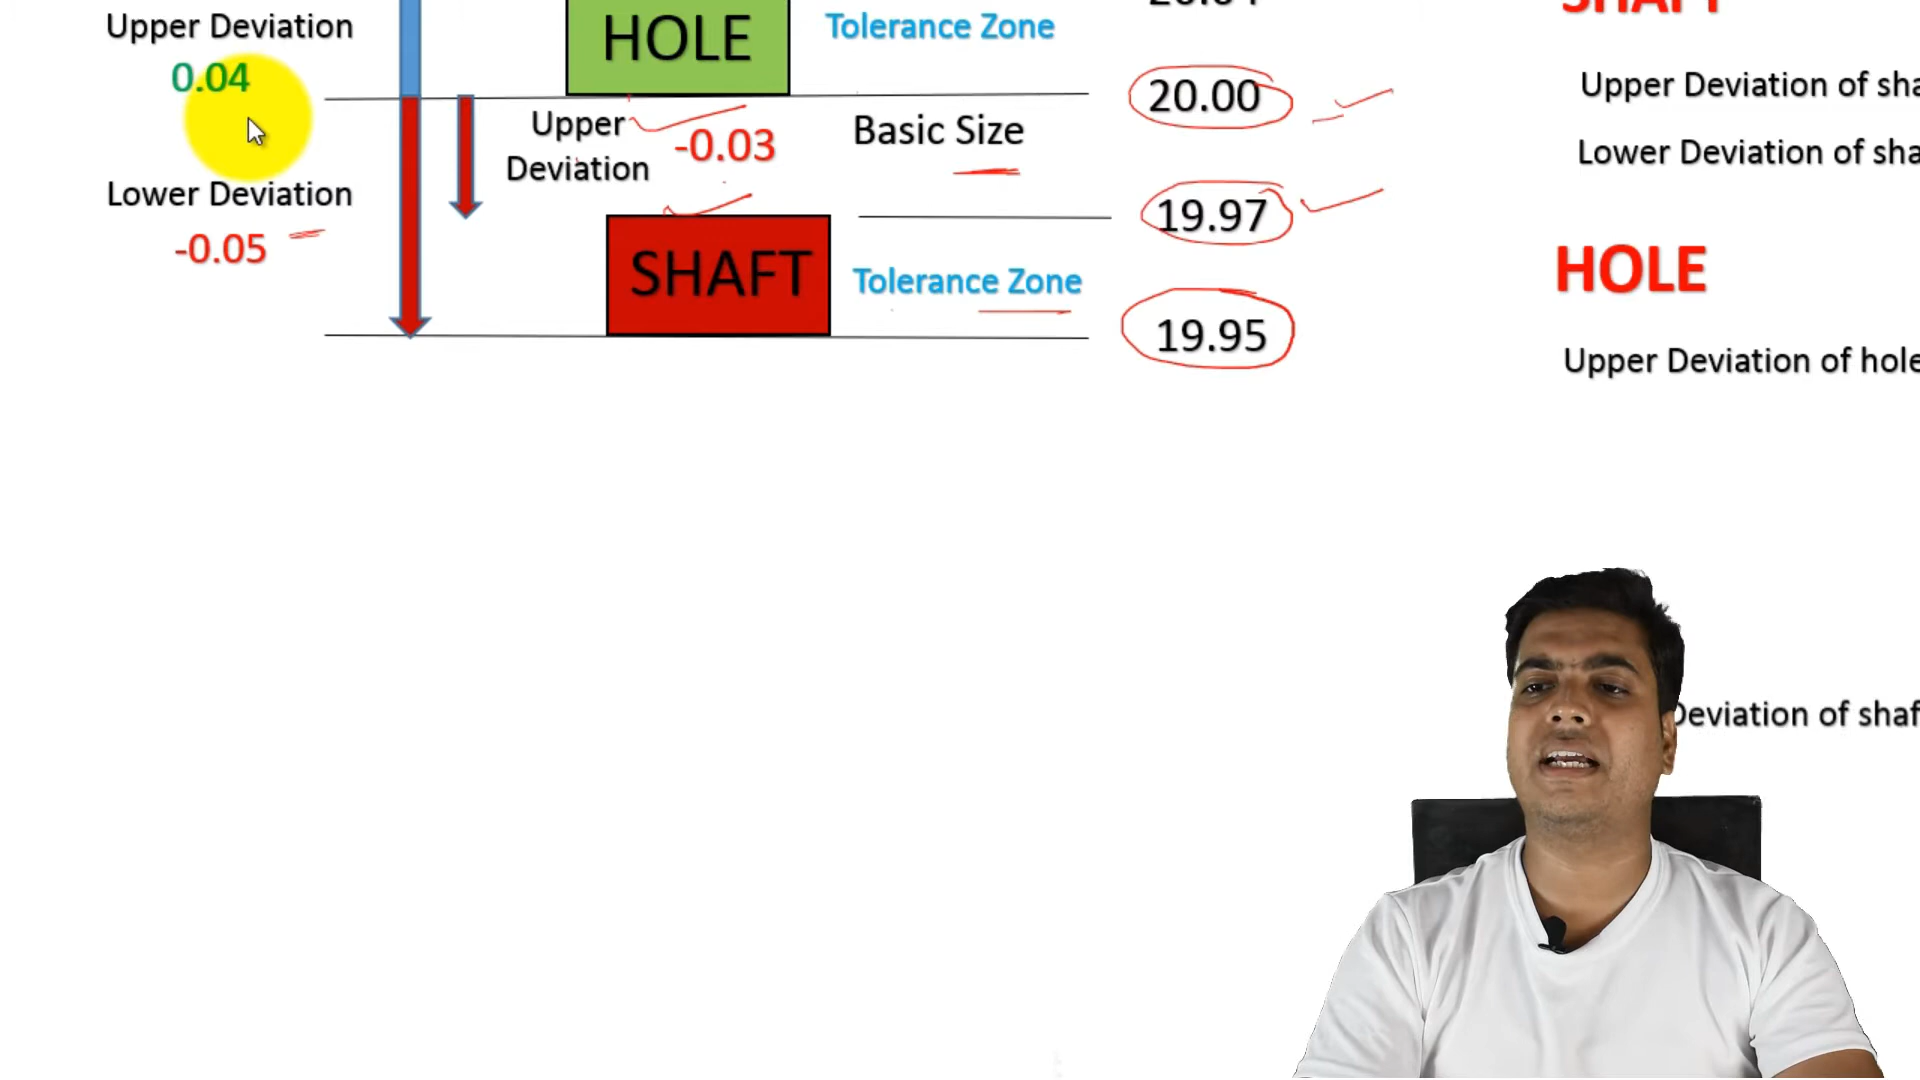 Upper Deviation
0.04
HOLE
Tolerance Zone
20.00
Upper
Deviation
-0.03
Basic Size
Lower Deviation
-0.05
19.97
SHAFT
Tolerance Zone
19.95
SHAFT
Upper Deviation of sha
Lower Deviation of sha
HOLE
Upper Deviation of hole
Deviation of shaf